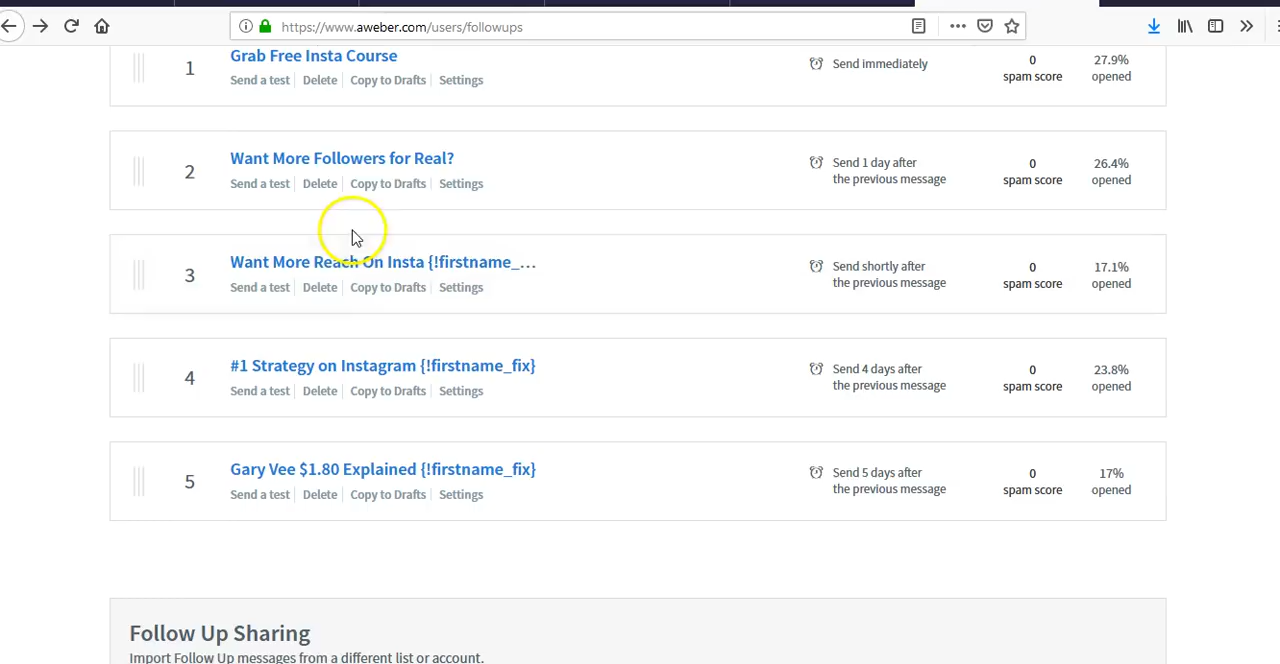 https://www.aweber.com/users/followups
1
Grab Free Insta Course
Send a test Delete Copy to Drafts Settings
Send immediately
0
spam score
27.9%
opened
2
Want More Followers for Real?
Send a test Delete Copy to Drafts Settings
Send 1 day after
the previous message
0
spam score
26.4%
opened
3
Want More Reach On Insta {!firstname_...
Send a test Delete Copy to Drafts Settings
Send shortly after
the previous message
0
spam score
17.1%
opened
4
#1 Strategy on Instagram {!firstname_fix}
Send a test Delete Copy to Drafts Settings
Send 4 days after
the previous message
0
spam score
23.8%
opened
5
Gary Vee $1.80 Explained {!firstname_fix}
Send a test Delete Copy to Drafts Settings
Send 5 days after
the previous message
0
spam score
17%
opened
Follow Up Sharing
Import Follow Up messages from a different list or account.